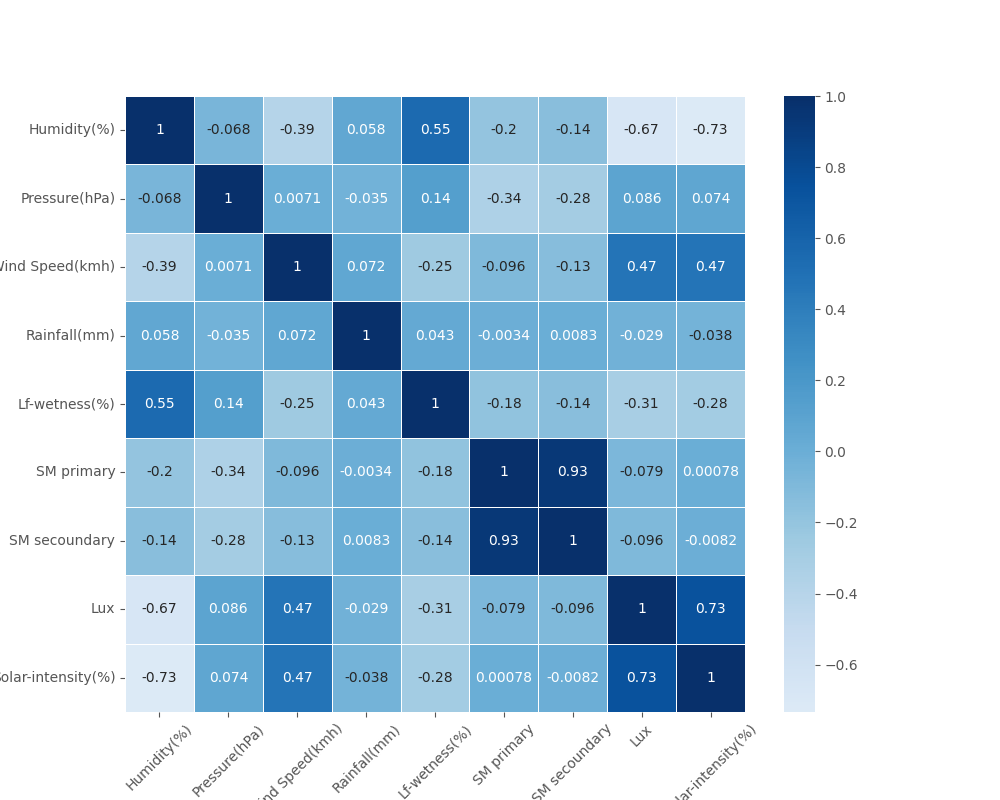 Humidity(%) 1 -0.068 -0.39 0.058 0.55 -0.2 -0.14 -0.67 -0.73
Pressure(hPa) -0.068 1 0.0071 -0.035 0.14 -0.34 -0.28 0.086 0.074
Wind Speed(kmh) -0.39 0.0071 1 0.072 -0.25 -0.096 -0.13 0.47 0.47
Rainfall(mm) 0.058 -0.035 0.072 1 0.043 -0.0034 0.0083 -0.029 -0.038
Lf-wetness(%) 0.55 0.14 -0.25 0.043 1 -0.18 -0.14 -0.31 -0.28
SM primary -0.2 -0.34 -0.096 -0.0034 -0.18 1 0.93 -0.079 0.00078
SM secoundary -0.14 -0.28 -0.13 0.0083 -0.14 0.93 1 -0.096 -0.0082
Lux -0.67 0.086 0.47 -0.029 -0.31 -0.079 -0.096 1 0.73
olar-intensity(%) -0.73 0.074 0.47 -0.038 -0.28 0.00078 -0.0082 0.73 1
Humidity(%) Pressure(hPa) nd Speed(kmh) Rainfall(mm) Lf-wetness(%) SM primary SM secoundary Lux lar-intensity(%)
1.0
0.8
0.6
0.4
0.2
0.0
−0.2
−0.4
−0.6